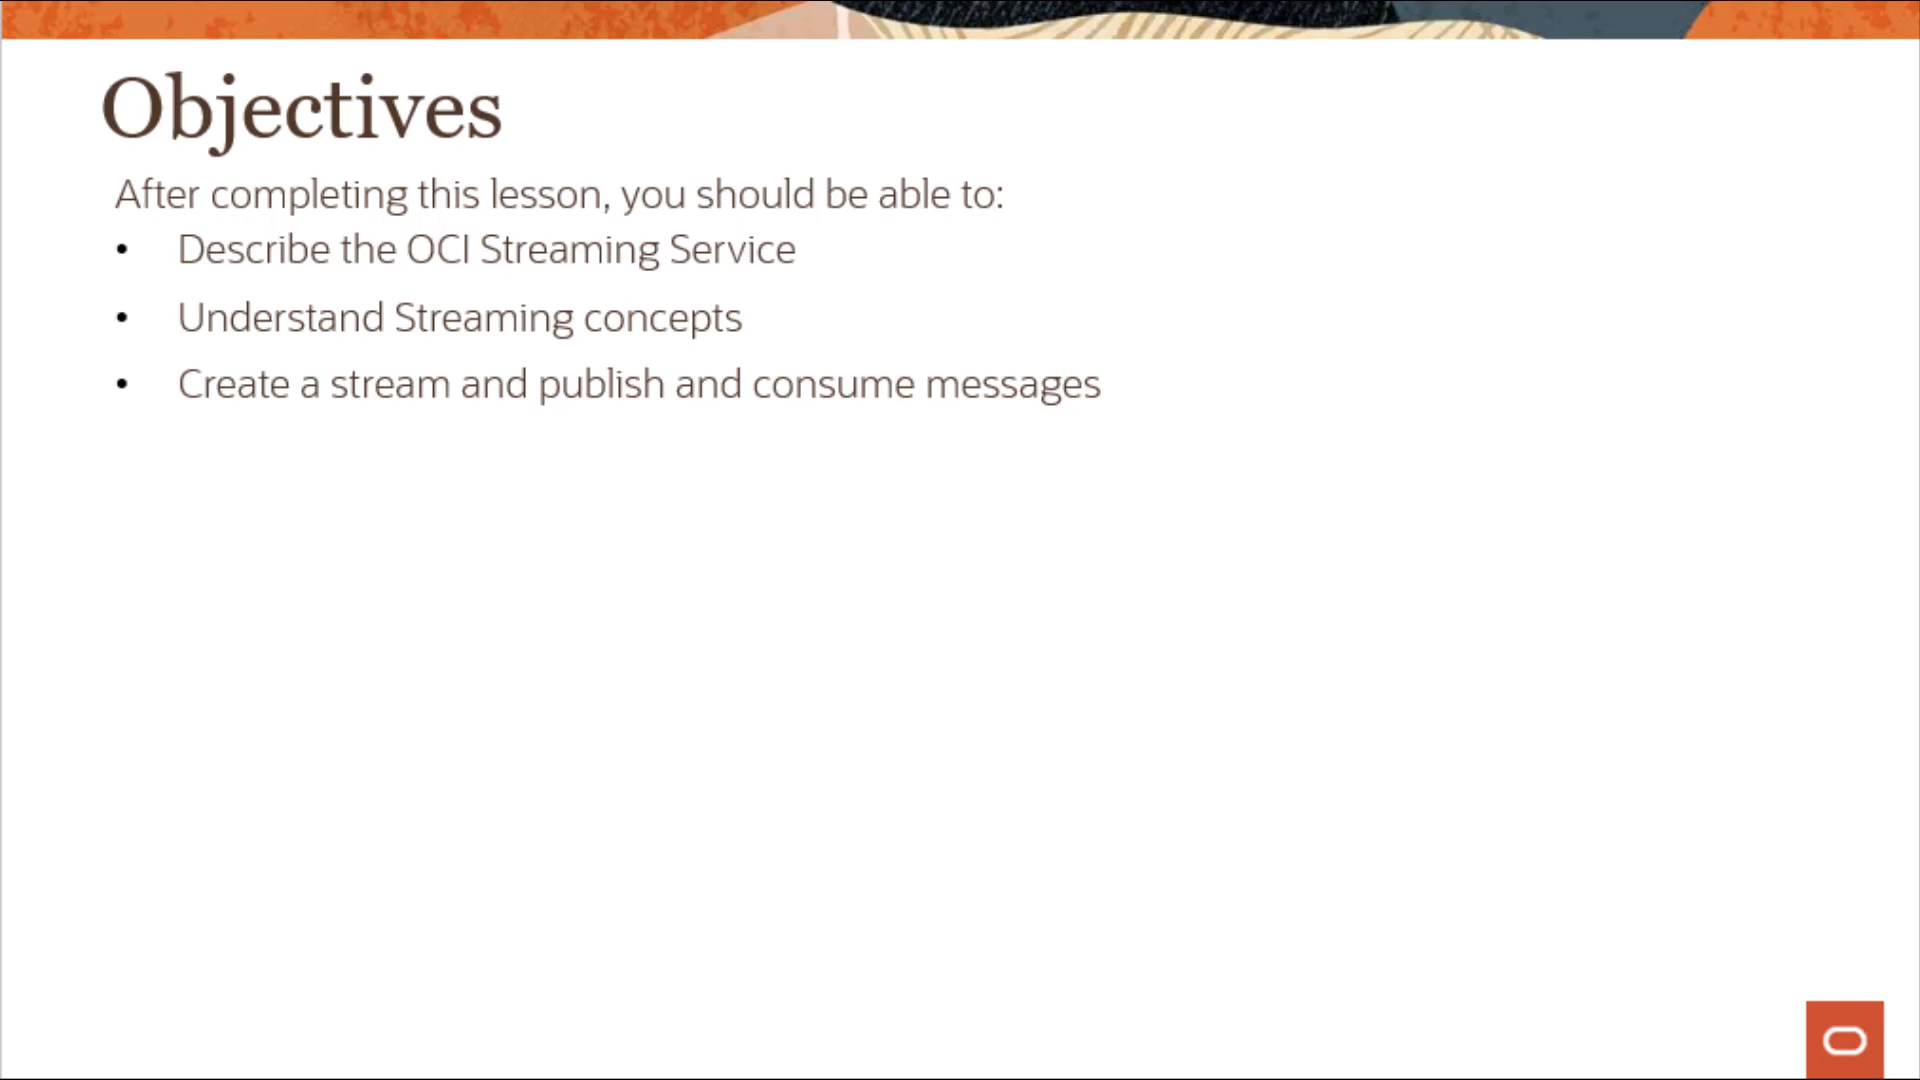 Objectives
After completing this lesson, you should be able to:
• Describe the OCI Streaming Service
• Understand Streaming concepts
• Create a stream and publish and consume messages